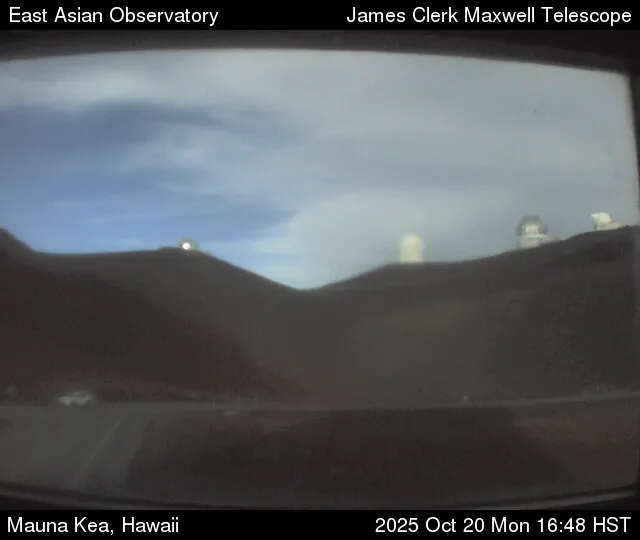 East Asian Observatory
James Clerk Maxwell Telescope
Mauna Kea, Hawaii
2025 Oct 20 Mon 16:48 HST